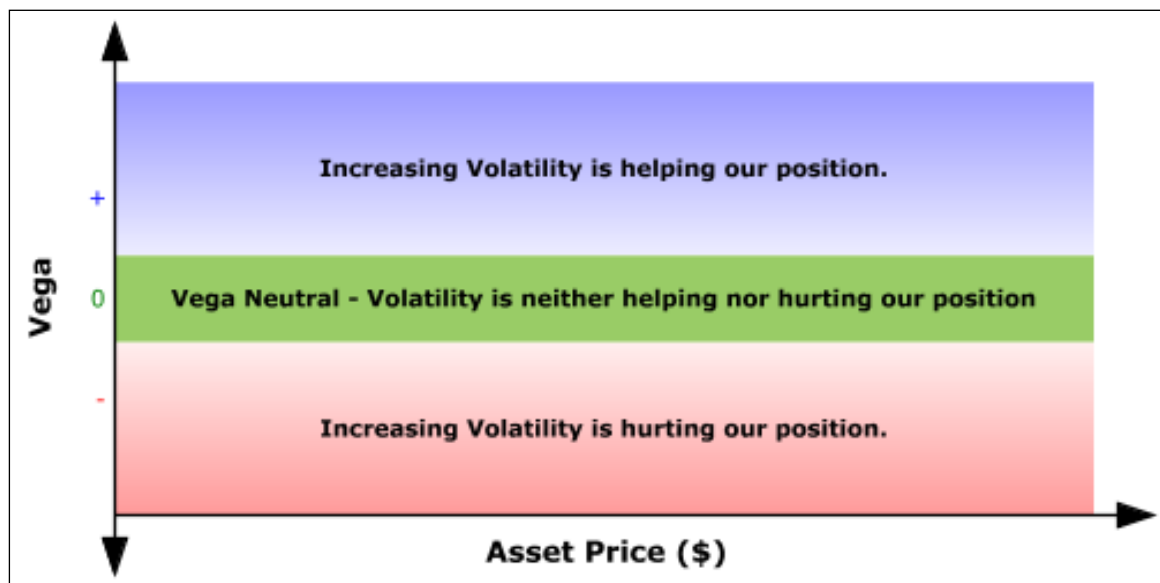 Increasing Volatility is helping our position.
+
Vega
0
Vega Neutral - Volatility is neither helping nor hurting our position
-
Increasing Volatility is hurting our position.
Asset Price ($)